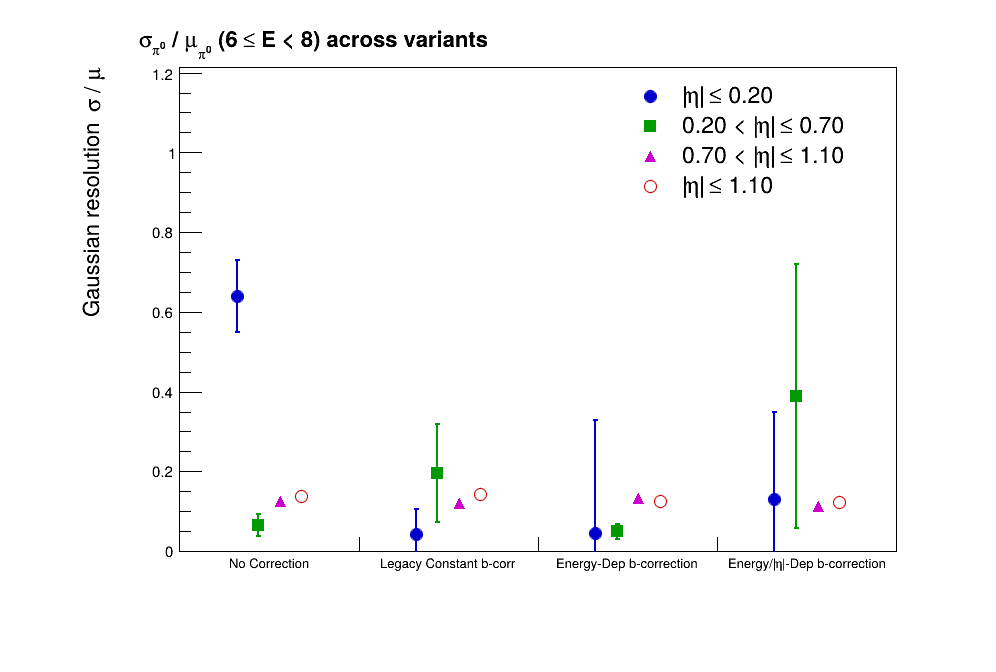 σπ⁰ / μπ⁰ (6 ≤ E < 8) across variants
Gaussian resolution σ / μ
1.2
1
0.8
0.6
0.4
0.2
0
|η| ≤ 0.20
0.20 < |η| ≤ 0.70
0.70 < |η| ≤ 1.10
|η| ≤ 1.10
No Correction
Legacy Constant b-corr
Energy-Dep b-correction
Energy/|η|-Dep b-correction